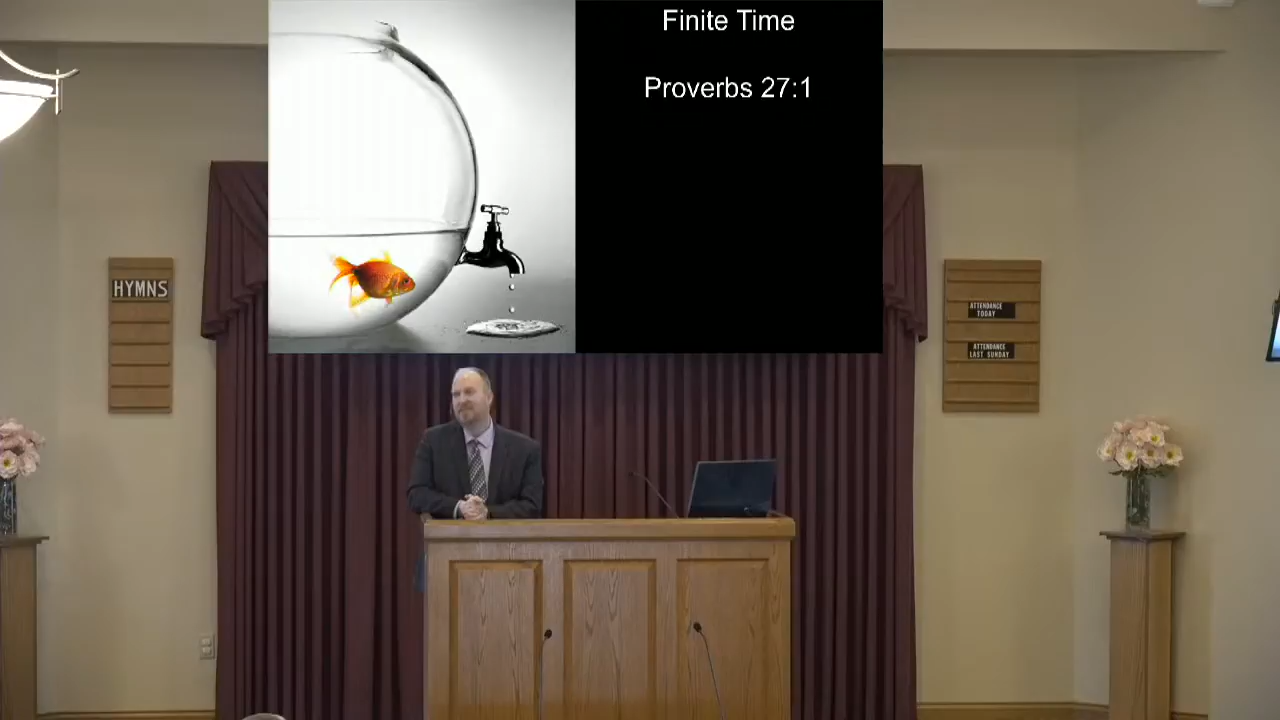 Finite Time
Proverbs 27:1
HYMNS
ATTENDANCE
TODAY
ATTENDANCE
LAST SUNDAY